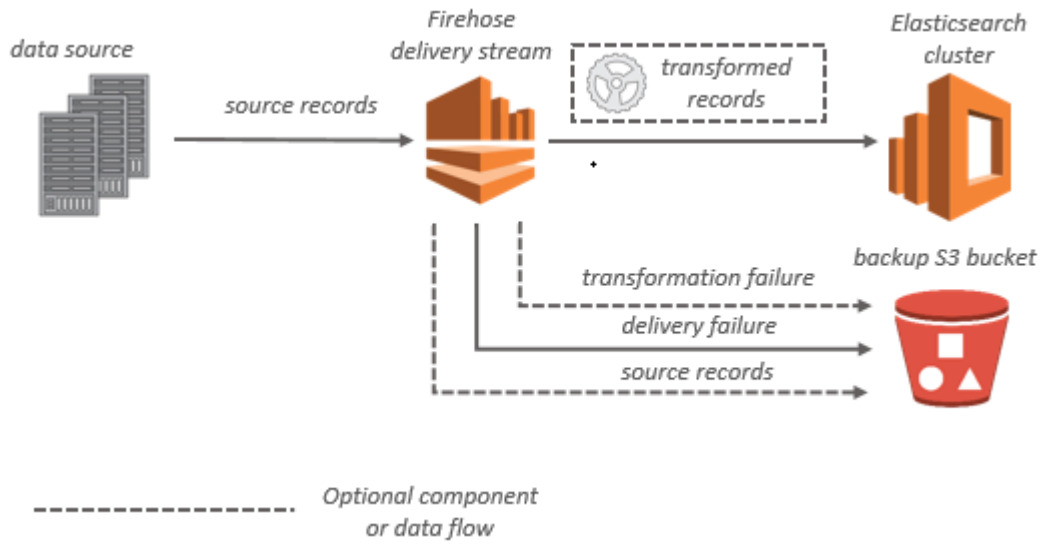 data source
source records
Firehose
delivery stream
transformed
records
Elasticsearch
cluster
backup S3 bucket
transformation failure
delivery failure
source records
Optional component
or data flow